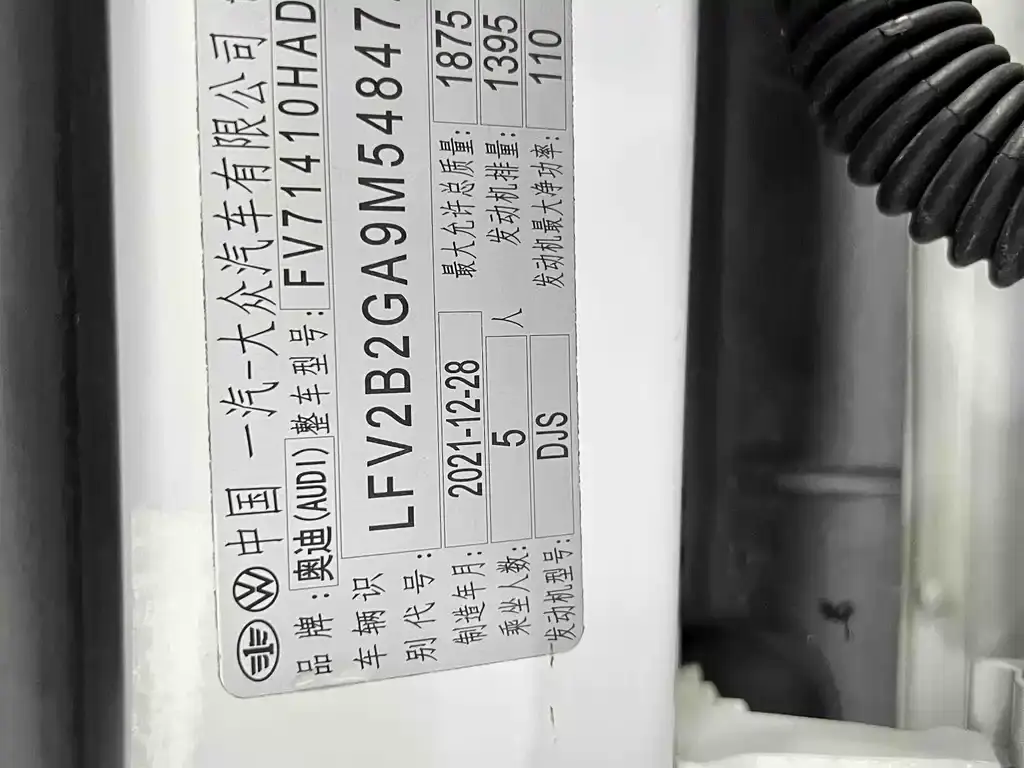 中国 一汽-大众汽车有限公司
品牌:奥迪(AUDI) 整车型号:FV71410HAD
车辆识别代号:LFV2B2GA9M54847
制造年月:2021-12-28 最大允许总质量:1875
乘坐人数:5人 发动机排量:1395
发动机型号:DJS 发动机最大净功率:110